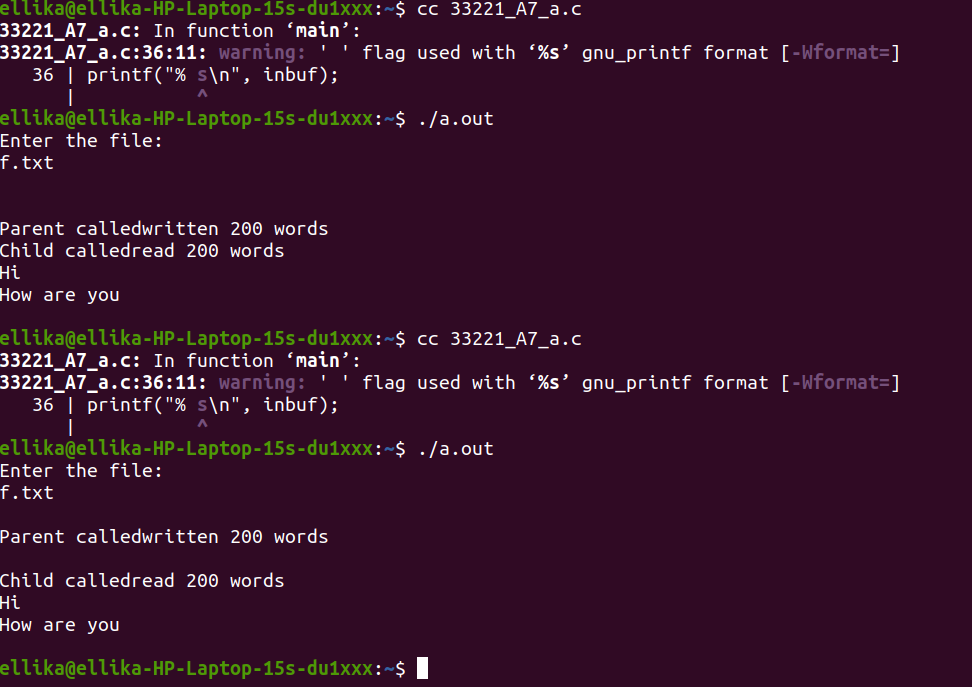 ellika@ellika-HP-Laptop-15s-du1xxx:~$ cc 33221_A7_a.c
33221_A7_a.c: In function ‘main’:
33221_A7_a.c:36:11: warning: ' ' flag used with ‘%s’ gnu_printf format [-Wformat=]
   36 | printf("% s\n", inbuf);
      |           ^
ellika@ellika-HP-Laptop-15s-du1xxx:~$ ./a.out
Enter the file:
f.txt
Parent calledwritten 200 words
Child calledread 200 words
Hi
How are you
ellika@ellika-HP-Laptop-15s-du1xxx:~$ cc 33221_A7_a.c
33221_A7_a.c: In function ‘main’:
33221_A7_a.c:36:11: warning: ' ' flag used with ‘%s’ gnu_printf format [-Wformat=]
   36 | printf("% s\n", inbuf);
      |           ^
ellika@ellika-HP-Laptop-15s-du1xxx:~$ ./a.out
Enter the file:
f.txt
Parent calledwritten 200 words
Child calledread 200 words
Hi
How are you
ellika@ellika-HP-Laptop-15s-du1xxx:~$